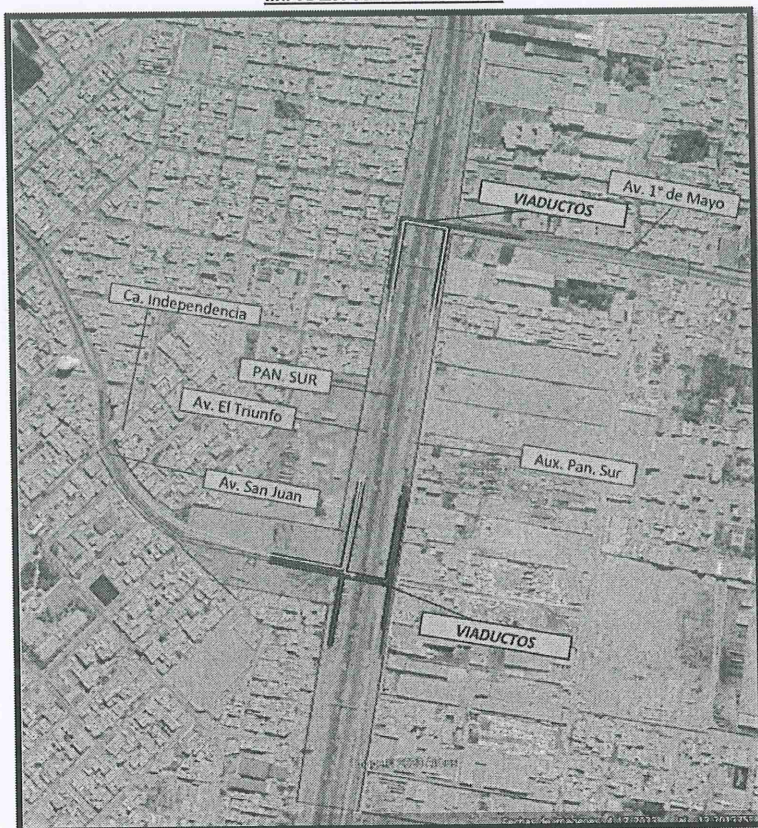 VIADUCTOS
Av. 1° de Mayo
Ca. Independencia
PAN. SUR
Av. El Triunfo
Aux. Pan. Sur
Av. San Juan
VIADUCTOS